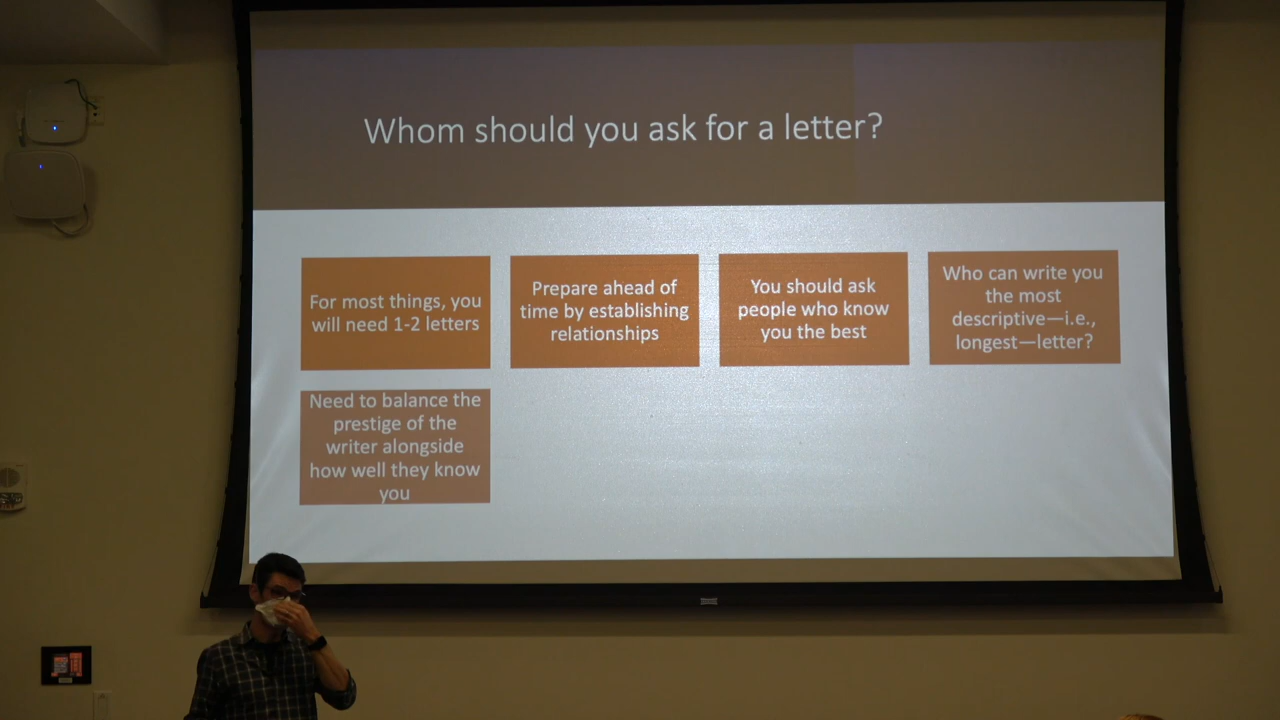 Whom should you ask for a letter?
For most things, you
will need 1-2 letters
Prepare ahead of
time by establishing
relationships
You should ask
people who know
you the best
Who can write you
the most
descriptive—i.e.,
longest—letter?
Need to balance the
prestige of the
writer alongside
how well they know
you